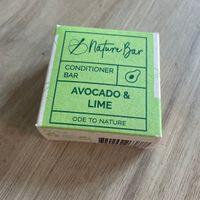 Nature Bar
CONDITIONER
BAR
AVOCADO &
LIME
ODE TO NATURE